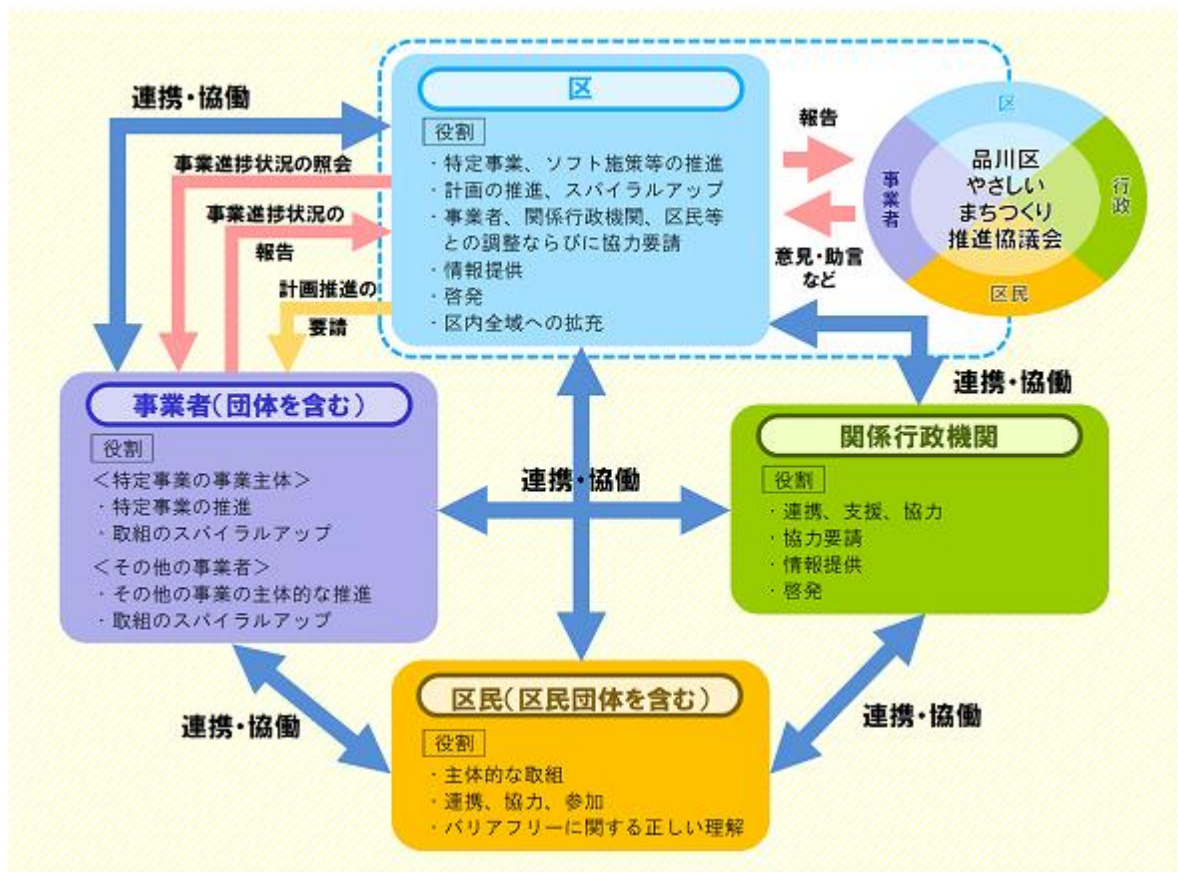 区
役割
・特定事業、ソフト施策等の推進
・計画の推進、スパイラルアップ
・事業者、関係行政機関、区民等
との調整ならびに協力要請
・情報提供
・啓発
・区内全域への拡充
連携・協働
事業進捗状況の照会
事業進捗状況の
報告
計画推進の
要請
報告
意見・助言
など
区
事業者
行政
区民
品川区
やさしい
まちつくり
推進協議会
連携・協働
事業者(団体を含む)
役割
＜特定事業の事業主体＞
・特定事業の推進
・取組のスパイラルアップ
＜その他の事業者＞
・その他の事業の主体的な推進
・取組のスパイラルアップ
連携・協働
関係行政機関
役割
・連携、支援、協力
・協力要請
・情報提供
・啓発
連携・協働
区民(区民団体を含む)
役割
・主体的な取組
・連携、協力、参加
・バリアフリーに関する正しい理解
連携・協働